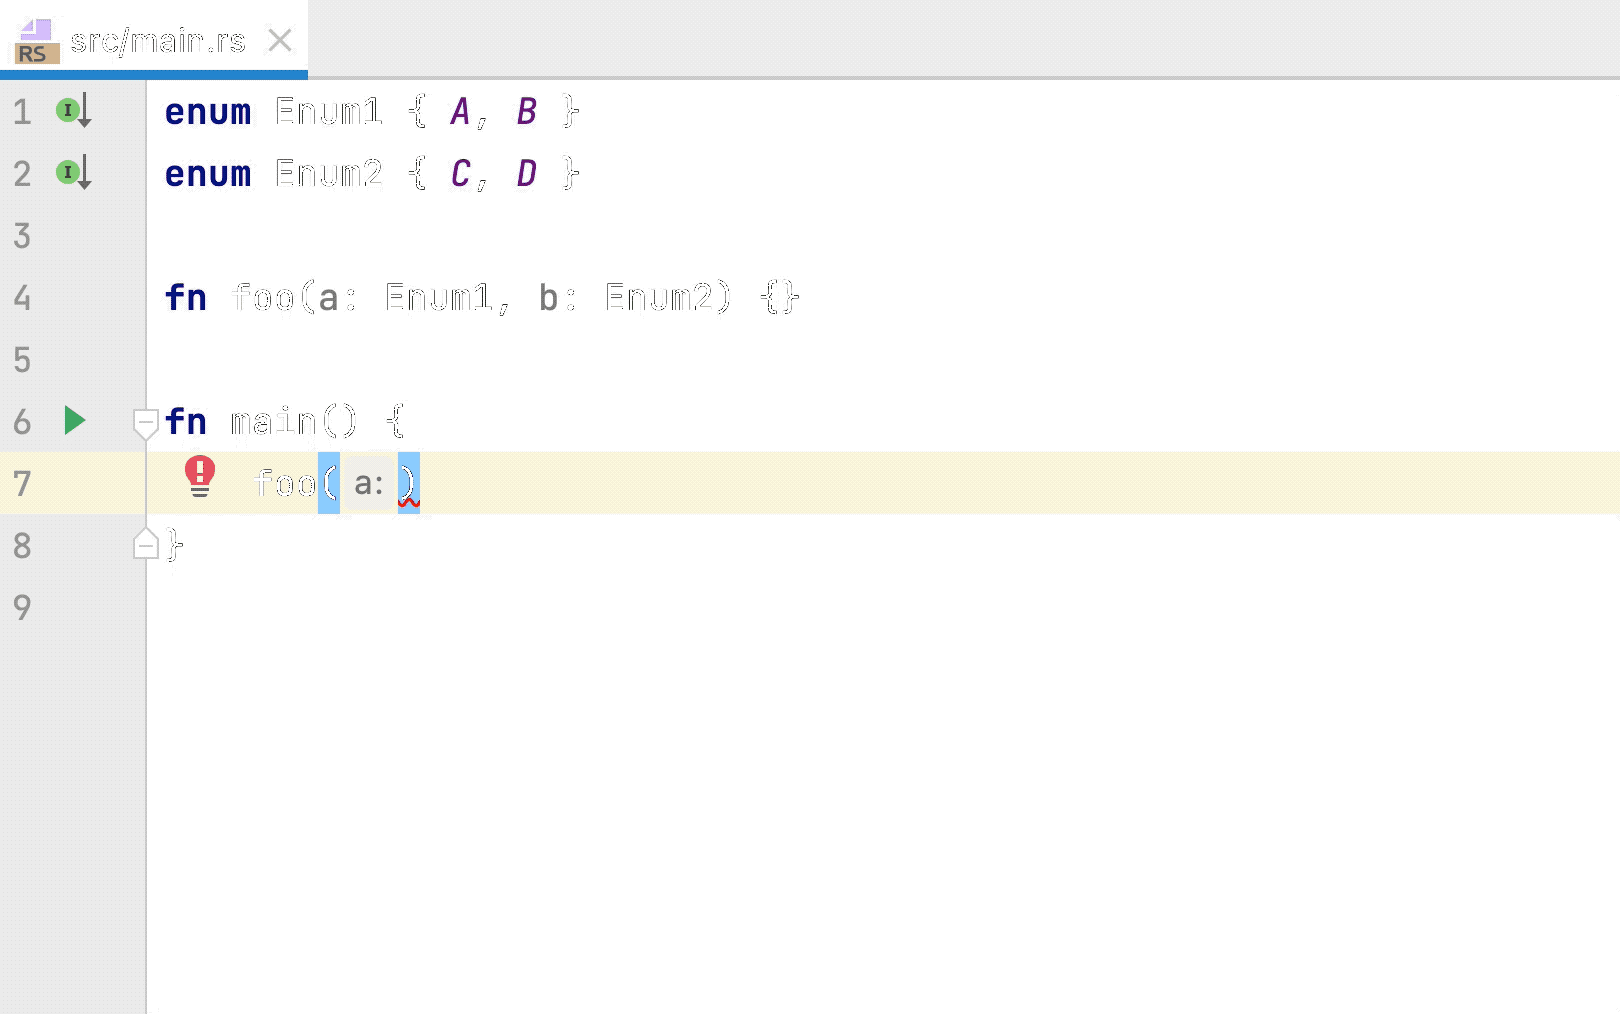 src/main.rs
RS
1 I enum Enum1 { A, B }
2 I enum Enum2 { C, D }
3
4 fn foo(a: Enum1, b: Enum2) {}
5
6 fn main() {
7 foo( a: )
8 }
9